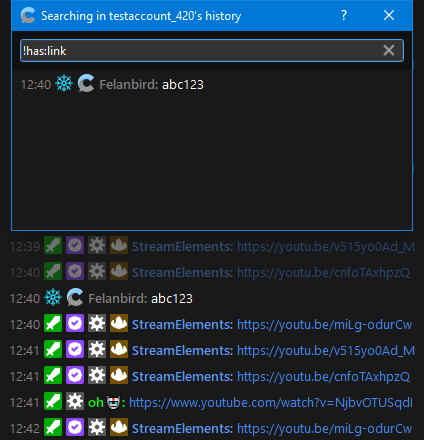 Searching in testaccount_420's history
!has:link
12:40 Felanbird: abc123
12:39 StreamElements: https://youtu.be/v515yo0Ad_M
12:40 StreamElements: https://youtu.be/cnfoTAxhpzQ
12:40 Felanbird: abc123
12:40 StreamElements: https://youtu.be/miLg-odurCw
12:41 StreamElements: https://youtu.be/v515yo0Ad_M
12:41 StreamElements: https://youtu.be/cnfoTAxhpzQ
12:41 oh : https://www.youtube.com/watch?v=NjbvOTUSqdI
12:42 StreamElements: https://youtu.be/miLg-odurCw